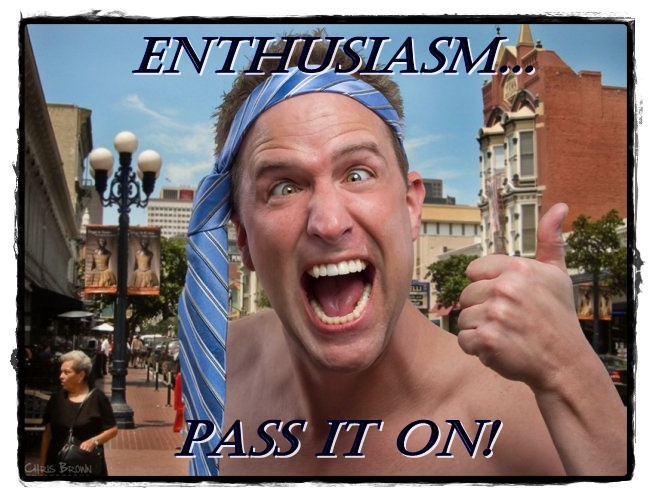 ENTHUSIASM...
PASS IT ON!
CHRIS BROWN